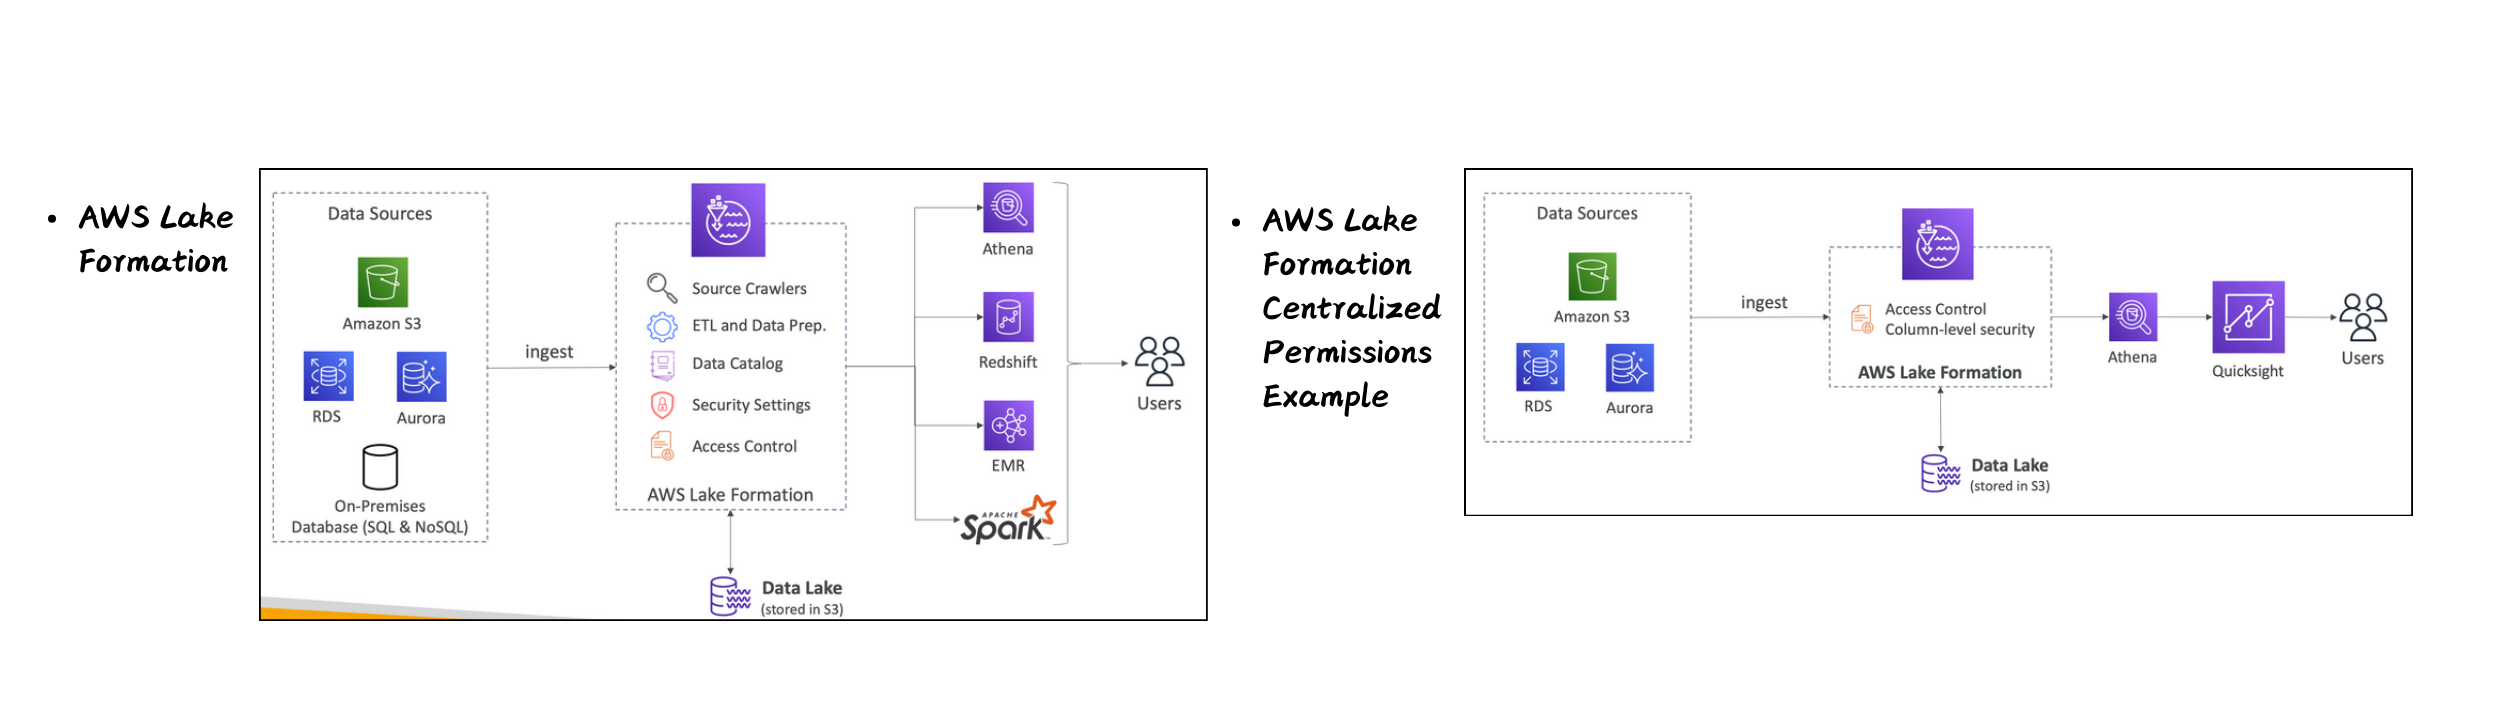 • AWS Lake
Formation
Data Sources
Amazon S3
RDS
Aurora
On-Premises
Database (SQL & NoSQL)
ingest
Source Crawlers
ETL and Data Prep.
Data Catalog
Security Settings
Access Control
AWS Lake Formation
Data Lake
(stored in S3)
Athena
Redshift
EMR
APACHE
Spark™
Users
• AWS Lake
Formation
Centralized
Permissions
Example
Data Sources
Amazon S3
RDS
Aurora
ingest
Access Control
Column-level security
AWS Lake Formation
Data Lake
(stored in S3)
Athena
Quicksight
Users